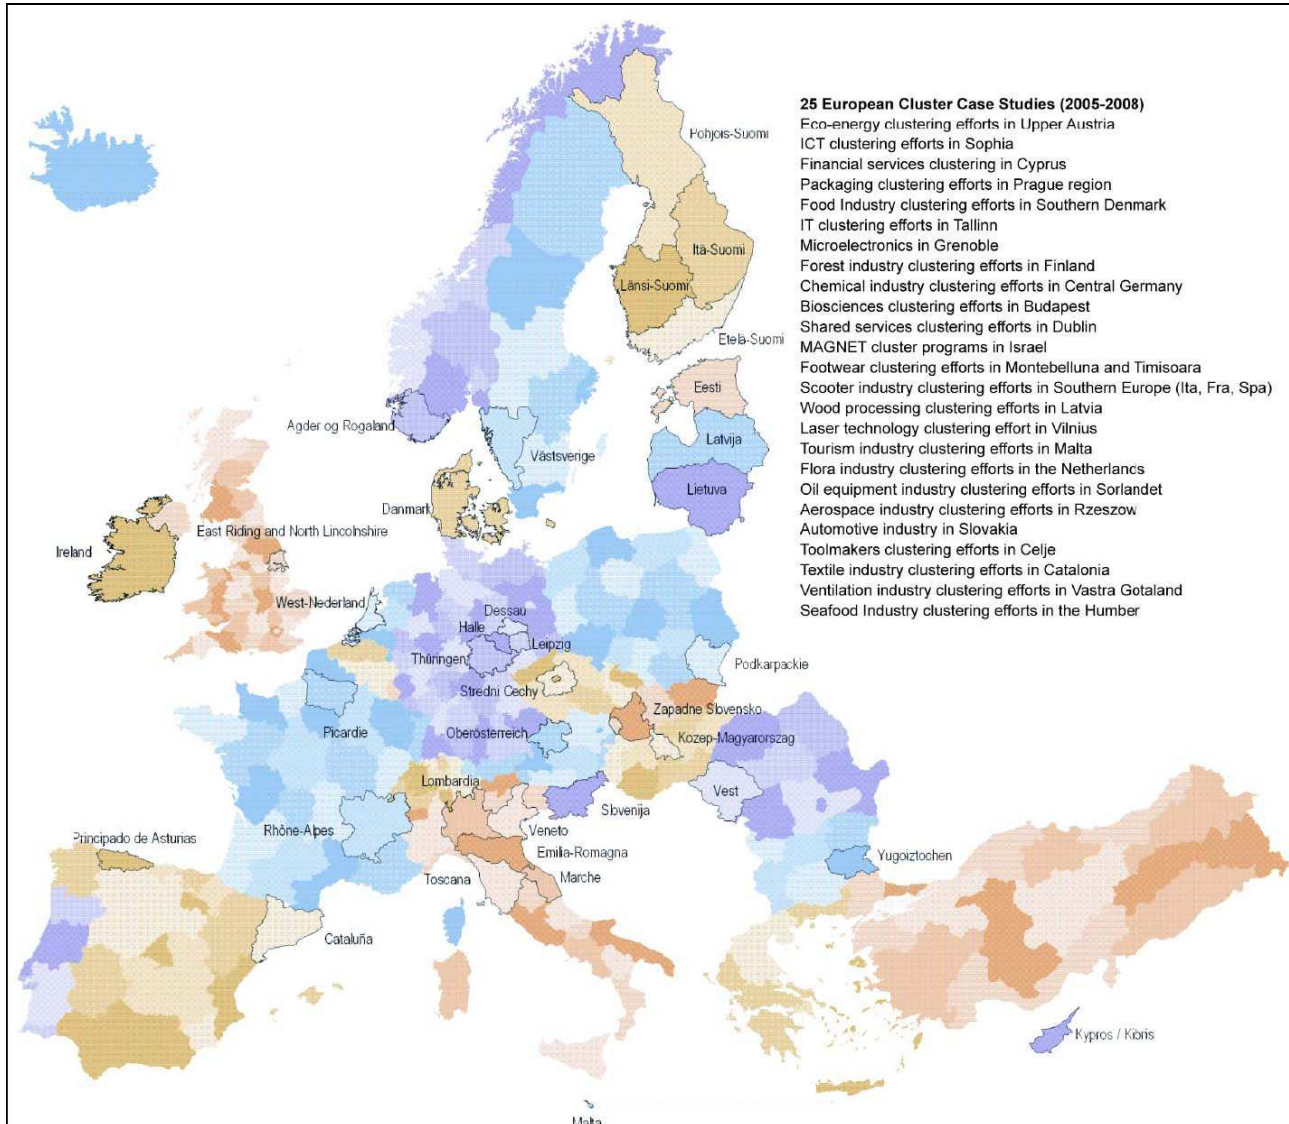 25 European Cluster Case Studies (2005-2008)
Eco-energy clustering efforts in Upper Austria
ICT clustering efforts in Sophia
Financial services clustering in Cyprus
Packaging clustering efforts in Prague region
Food Industry clustering efforts in Southern Denmark
IT clustering efforts in Tallinn
Microelectronics in Grenoble
Forest industry clustering efforts in Finland
Chemical industry clustering efforts in Central Germany
Biosciences clustering efforts in Budapest
Shared services clustering efforts in Dublin
MAGNET cluster programs in Israel
Footwear clustering efforts in Montebelluna and Timisoara
Scooter industry clustering efforts in Southern Europe (Ita, Fra, Spa)
Wood processing clustering efforts in Latvia
Laser technology clustering effort in Vilnius
Tourism industry clustering efforts in Malta
Flora industry clustering efforts in the Netherlands
Oil equipment industry clustering efforts in Sorlandet
Aerospace industry clustering efforts in Rzeszow
Automotive industry in Slovakia
Toolmakers clustering efforts in Celje
Textile industry clustering efforts in Catalonia
Ventilation industry clustering efforts in Vastra Gotaland
Seafood Industry clustering efforts in the Humber
Pohjois-Suomi
Itä-Suomi
Länsi-Suomi
Etelä-Suomi
Eesti
Agder og Rogaland
Latvija
Västsverige
Lietuva
Danmark
East Riding and North Lincolnshire
Ireland
West-Nederland
Dessau
Halle
Leipzig
Thüringen
Podkarpackie
Stredni Cechy
Zapadne Slovensko
Picardie
Oberösterreich
Kozep-Magyarorszag
Lombardia
Vest
Slovenija
Rhône-Alpes
Veneto
Principado de Asturias
Emilia-Romagna
Yugoiztochen
Toscana
Marche
Cataluña
Kypros / Kibris
Malta